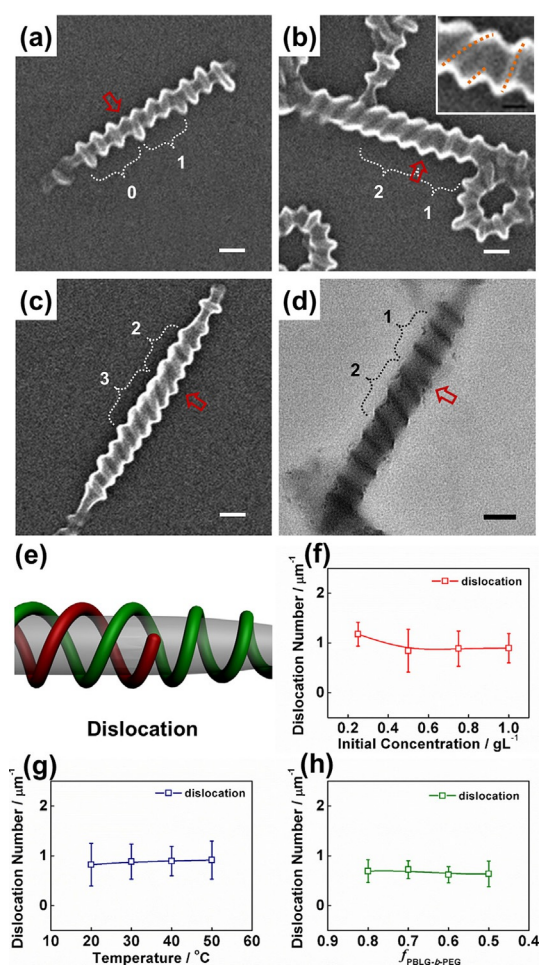 (a)
0
1
(b)
2
1
(c)
2
3
(d)
1
2
(e)
Dislocation
(f)
Dislocation Number / μm⁻¹
2
1
0
dislocation
0.2 0.4 0.6 0.8 1.0
Initial Concentration / gL⁻¹
(g)
Dislocation Number / μm⁻¹
2
1
0
dislocation
10 20 30 40 50 60
Temperature / °C
(h)
Dislocation Number / μm⁻¹
2
1
0
dislocation
0.9 0.8 0.7 0.6 0.5 0.4
fPBLG-b-PEG